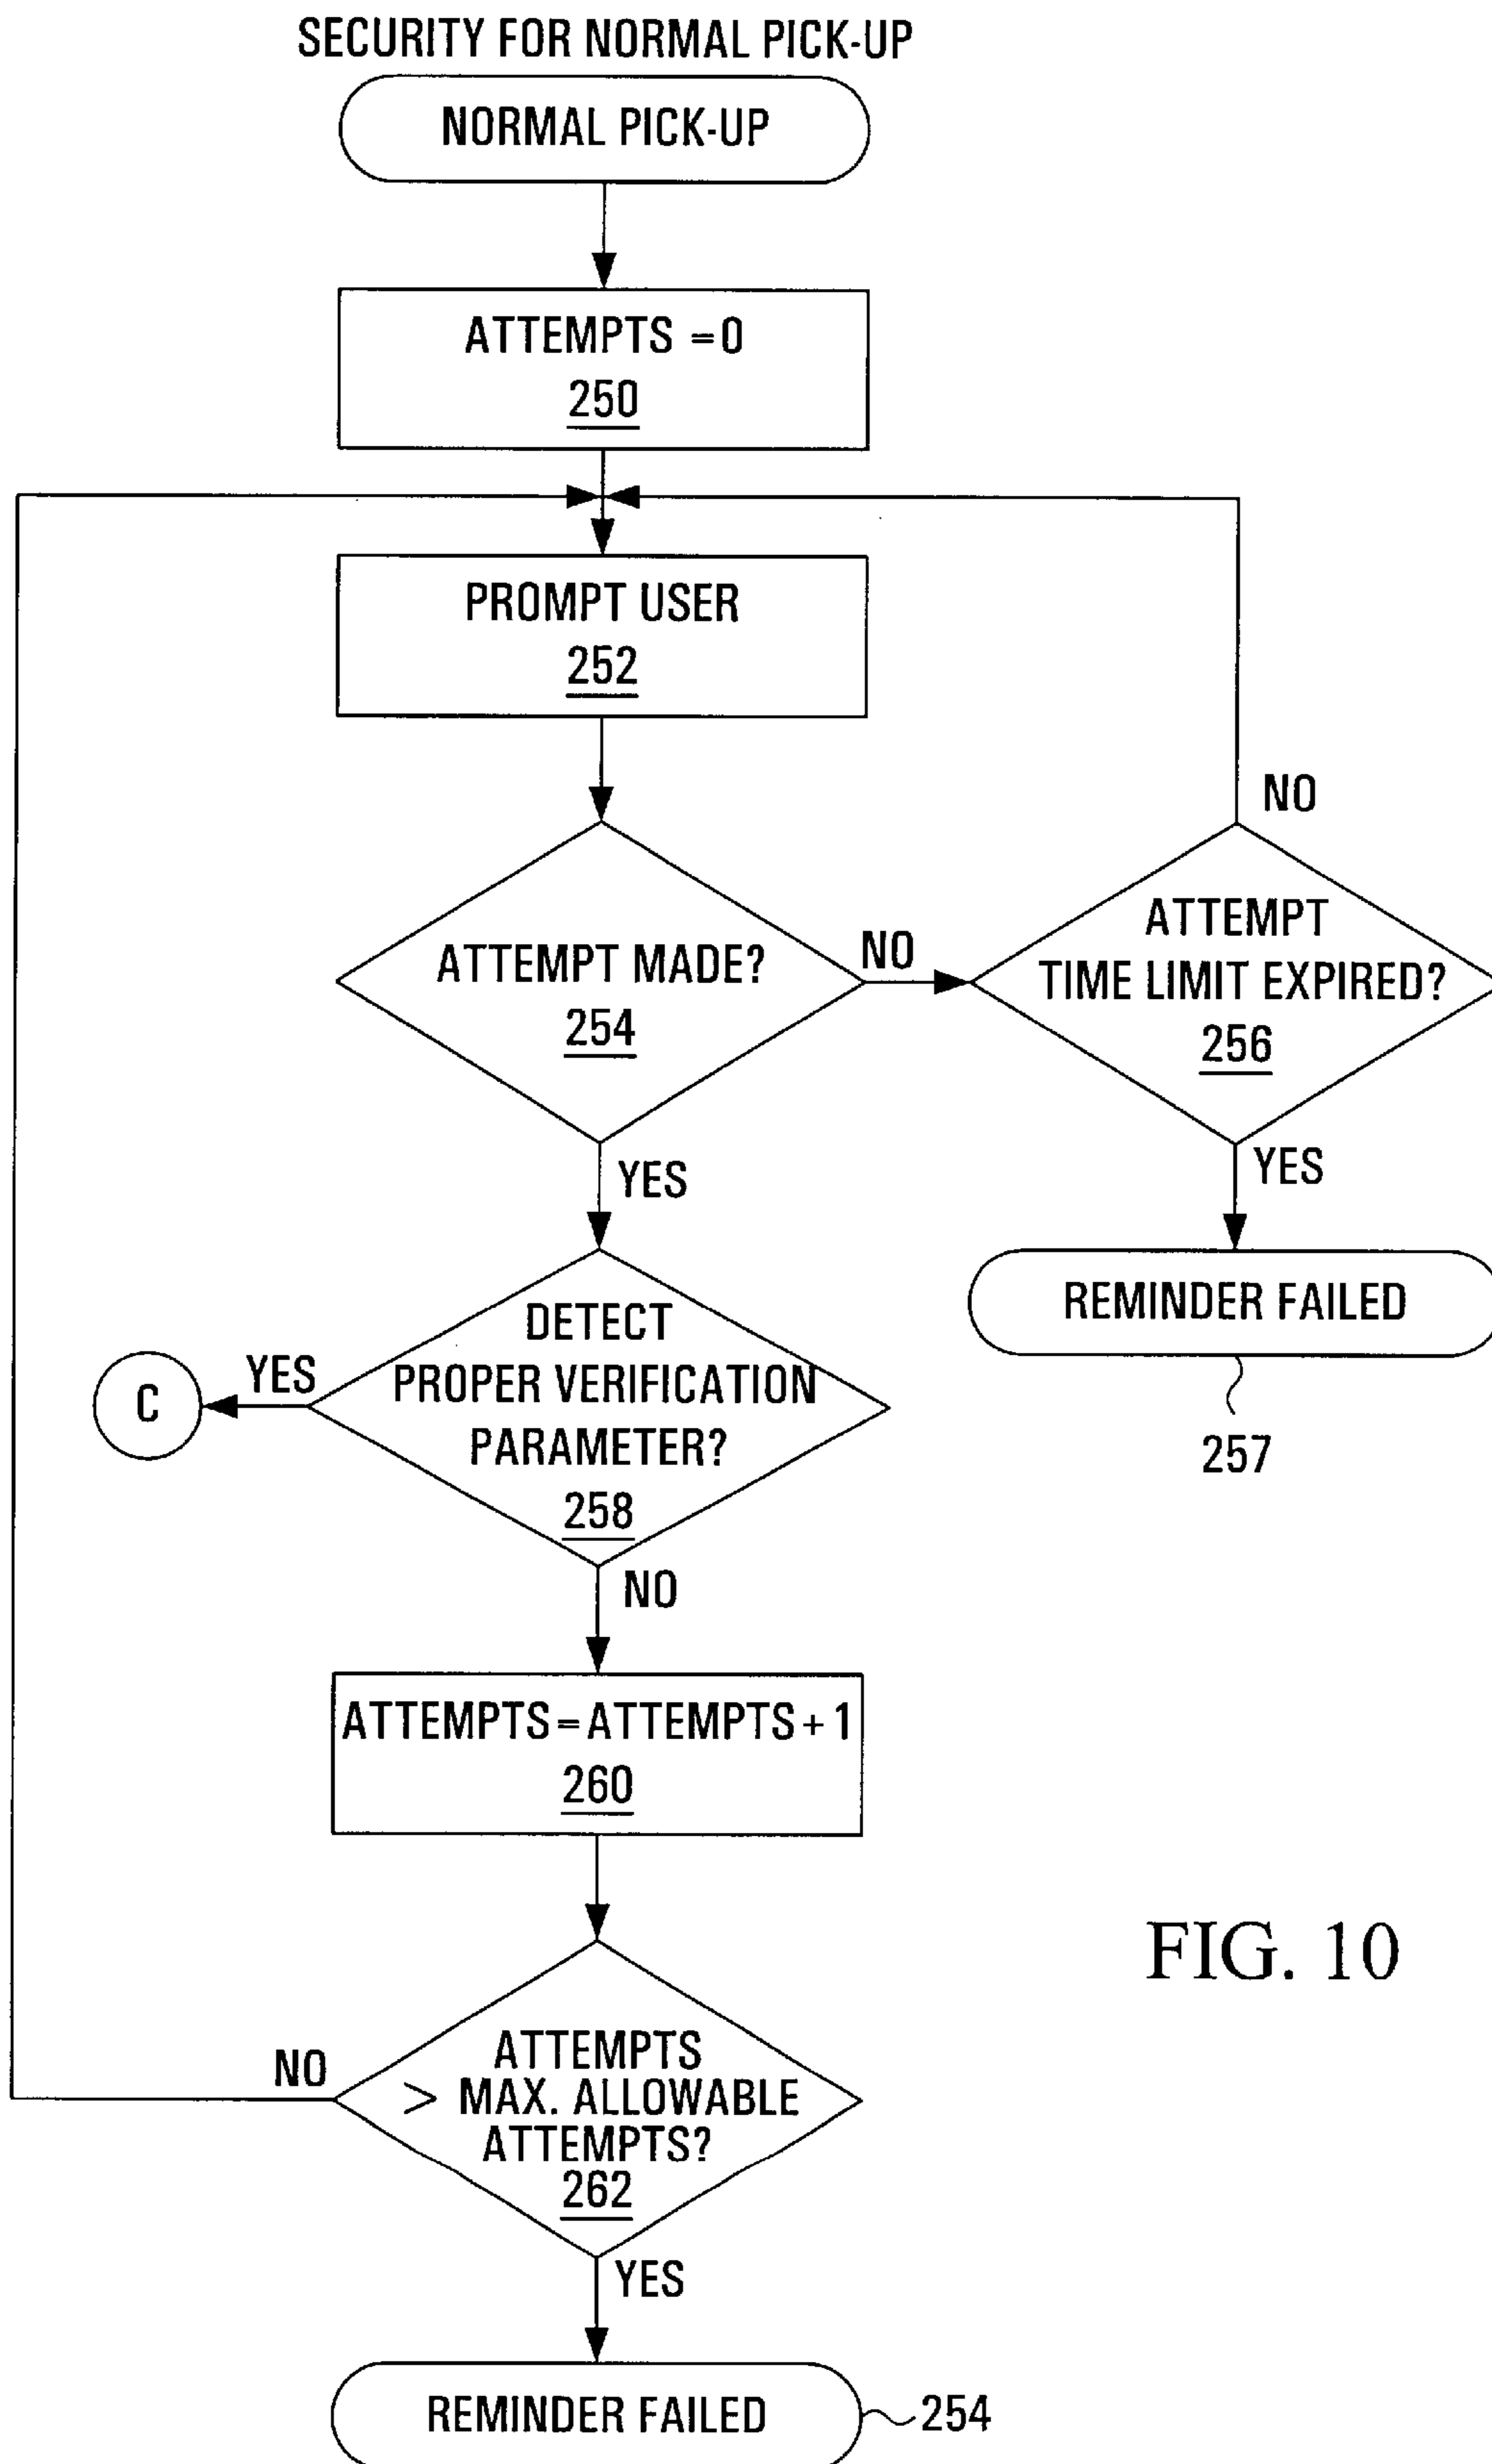 SECURITY FOR NORMAL PICK-UP
NORMAL PICK-UP
ATTEMPTS =0
250
PROMPT USER
252
ATTEMPT MADE?
254
NO
ATTEMPT
TIME LIMIT EXPIRED?
256
NO
YES
REMINDER FAILED
257
YES
DETECT
PROPER VERIFICATION
PARAMETER?
258
YES
C
NO
ATTEMPTS=ATTEMPTS+1
260
ATTEMPTS
> MAX. ALLOWABLE
ATTEMPTS?
262
NO
YES
REMINDER FAILED
254
FIG. 10